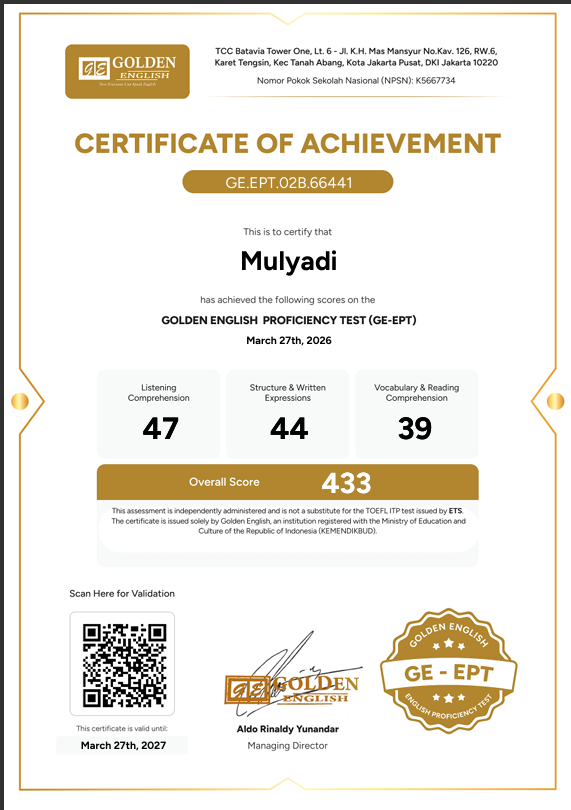 GE GOLDEN
ENGLISH
TCC Batavia Tower One, Lt. 6 - Jl. K.H. Mas Mansyur No.Kav. 126, RW.6,
Karet Tengsin, Kec Tanah Abang, Kota Jakarta Pusat, DKI Jakarta 10220
Nomor Pokok Sekolah Nasional (NPSN): K5667734
CERTIFICATE OF ACHIEVEMENT
GE.EPT.02B.66441
This is to certify that
Mulyadi
has achieved the following scores on the
GOLDEN ENGLISH PROFICIENCY TEST (GE-EPT)
March 27th, 2026
Listening
Comprehension
47
Structure & Written
Expressions
44
Vocabulary & Reading
Comprehension
39
Overall Score 433
This assessment is independently administered and is not a substitute for the TOEFL ITP test issued by ETS.
The certificate is issued solely by Golden English, an institution registered with the Ministry of Education and
Culture of the Republic of Indonesia (KEMENDIKBUD).
Scan Here for Validation
This certificate is valid until:
March 27th, 2027
GE GOLDEN
ENGLISH
Aldo Rinaldy Yunandar
Managing Director
GOLDEN ENGLISH
GE - EPT
ENGLISH PROFICIENCY TEST